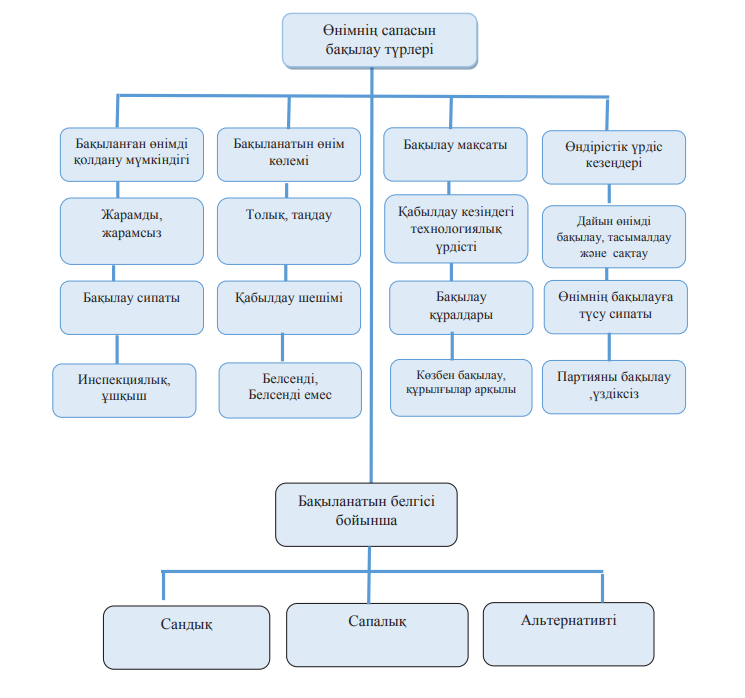 Өнімнің сапасын
бақылау түрлері
Бақыланған өнімді
қолдану мүмкіндігі
Бақыланатын өнім
көлемі
Бақылау мақсаты
Өндірістік үрдіс
кезеңдері
Жарамды,
жарамсыз
Толық, таңдау
Қабылдау кезіндегі
технологиялық
үрдісті
Дайын өнімді
бақылау, тасымалдау
және сақтау
Бақылау сипаты
Қабылдау шешімі
Бақылау
құралдары
Өнімнің бақылауға
түсу сипаты
Инспекциялық,
ұшқыш
Белсенді,
Белсенді емес
Көзбен бақылау,
құрылғылар арқылы
Партияны бақылау
,үздіксіз
Бақыланатын белгісі
бойынша
Сандық
Сапалық
Альтернативті